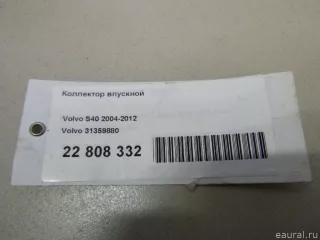 Коллектор впускной
Volvo S40 2004-2012
Volvo 31359880
22 808 332
eaural.ru